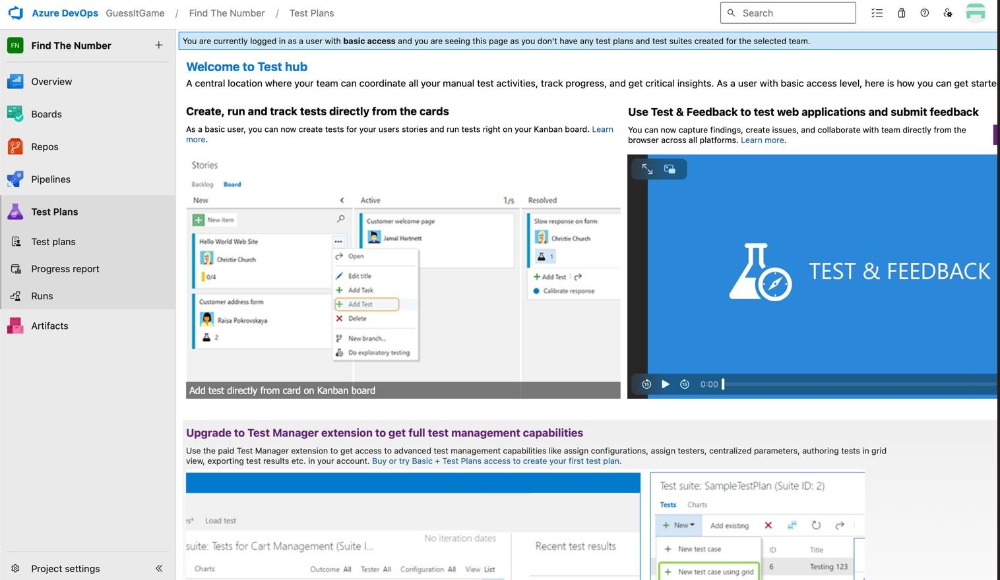 Azure DevOps GuessItGame / Find The Number / Test Plans
Search
FN Find The Number
Overview
Boards
Repos
Pipelines
Test Plans
Test plans
Progress report
Runs
Artifacts
Project settings
You are currently logged in as a user with basic access and you are seeing this page as you don't have any test plans and test suites created for the selected team.
Welcome to Test hub
A central location where your team can coordinate all your manual test activities, track progress, and get critical insights. As a user with basic access level, here is how you can get starte
Create, run and track tests directly from the cards
As a basic user, you can now create tests for your users stories and run tests right on your Kanban board. Learn
more.
Stories
Backlog Board
New
New item
Hello World Web Site
Christie Church
0/4
Customer address form
Raisa Pokrovskaya
2
Open
Edit title
Add Task
Add Test
Delete
New branch...
Do exploratory testing
Active 1/5
Customer welcome page
Jamal Hartnett
Resolved
Slow response on form
Christie Church
1
Add Test
Calibrate response
Add test directly from card on Kanban board
Use Test & Feedback to test web applications and submit feedback
You can now capture findings, create issues, and collaborate with team directly from the
browser across all platforms. Learn more.
TEST & FEEDBACK
15 15 0:00
Upgrade to Test Manager extension to get full test management capabilities
Use the paid Test Manager extension to get access to advanced test management capabilities like assign configurations, assign testers, centralized parameters, authoring tests in grid
view, exporting test results etc. in your account. Buy or try Basic + Test Plans access to create your first test plan.
es* Load test
No iteration dates
suite: Tests for Cart Management (Suite I...
Charts Outcome All Tester All Configuration All View List
Recent test results
Test suite: SampleTestPlan (Suite ID: 2)
Tests Charts
New Add existing
New test case
New test case using grid
ID Title
6 Testing 123